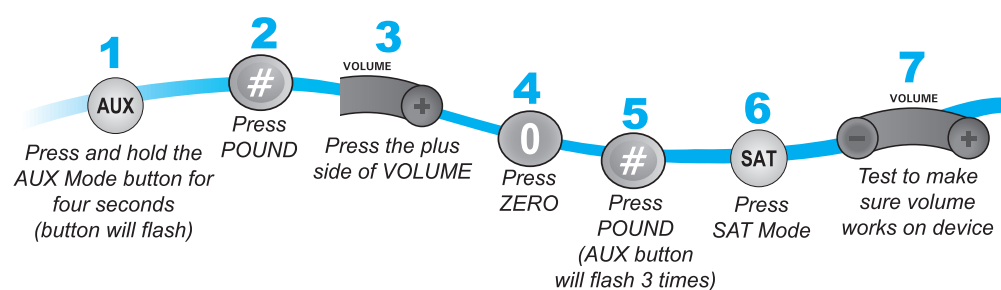 1
AUX
Press and hold the
AUX Mode button for
four seconds
(button will flash)
2
#
Press
POUND
3
VOLUME
+
Press the plus
side of VOLUME
4
0
Press
ZERO
5
#
Press
POUND
(AUX button
will flash 3 times)
6
SAT
Press
SAT Mode
7
VOLUME
- +
Test to make
sure volume
works on device